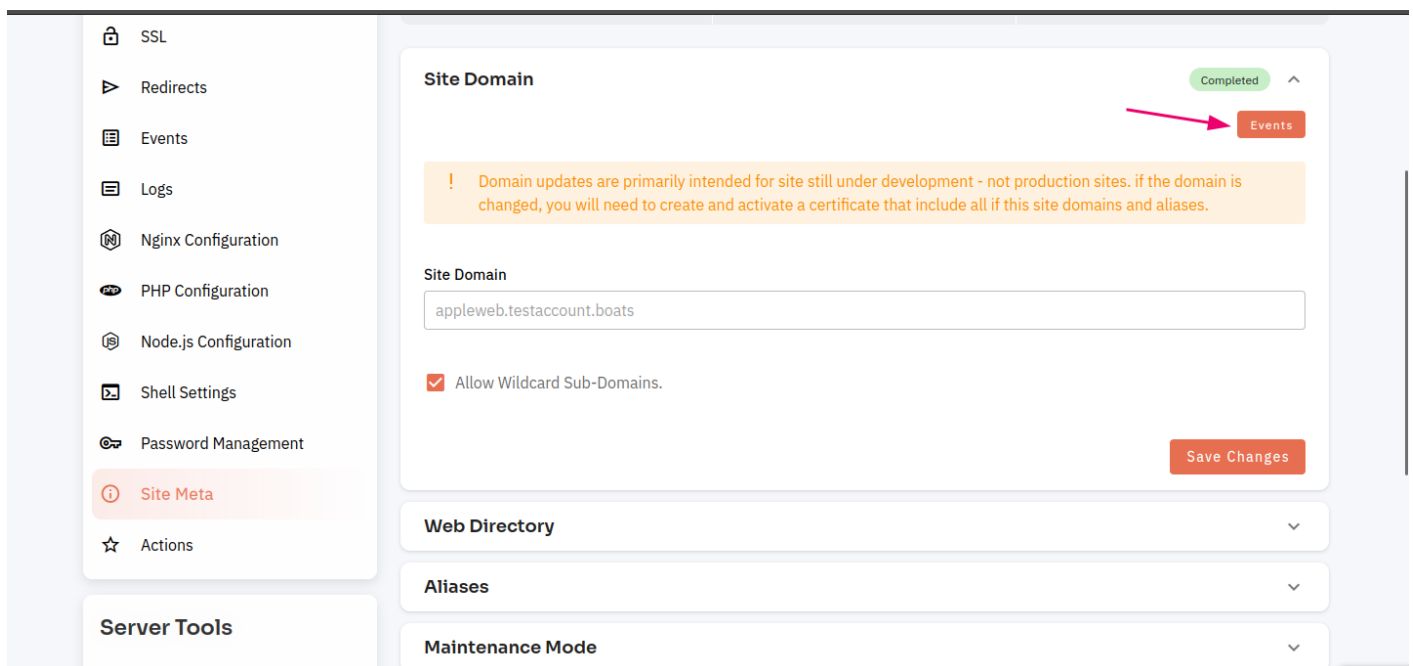 SSL
Redirects
Events
Logs
Nginx Configuration
PHP Configuration
Node.js Configuration
Shell Settings
Password Management
Site Meta
Actions
Server Tools
Site Domain
Completed
Events
! Domain updates are primarily intended for site still under development - not production sites. if the domain is
changed, you will need to create and activate a certificate that include all if this site domains and aliases.
Site Domain
appleweb.testaccount.boats
Allow Wildcard Sub-Domains.
Save Changes
Web Directory
Aliases
Maintenance Mode